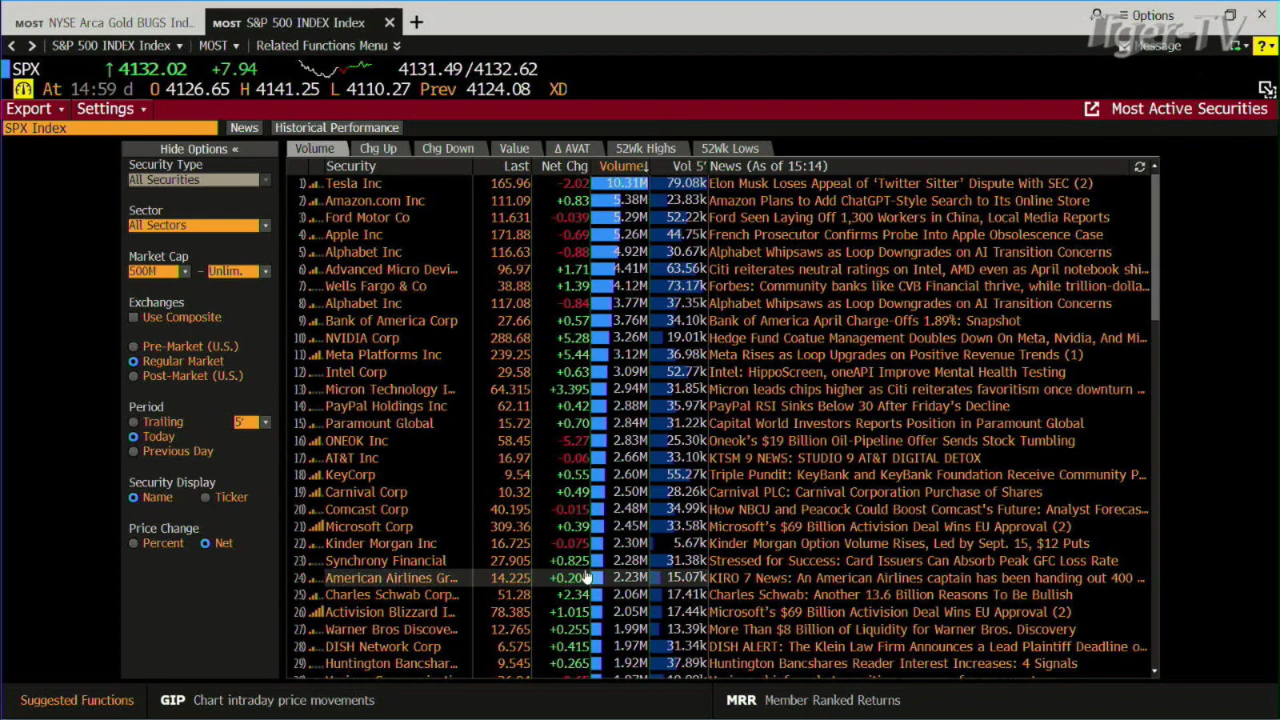 MOST NYSE Arca Gold BUGS Ind... MOST S&P 500 INDEX Index × +
Options
S&P 500 INDEX Index MOST Related Functions Menu Message
Tiger-TV
SPX ↑4132.02 +7.94 4131.49/4132.62
At 14:59 d O 4126.65 H 4141.25 L 4110.27 Prev 4124.08 XD
Export Settings Most Active Securities
SPX Index News Historical Performance
Hide Options «
Security Type
All Securities
Sector
All Sectors
Market Cap
500M - Unlim.
Exchanges
Use Composite
Pre-Market (U.S.)
Regular Market
Post-Market (U.S.)
Period
Trailing 5'
Today
Previous Day
Security Display
Name Ticker
Price Change
Percent Net
Volume Chg Up Chg Down Value Δ AVAT 52Wk Highs 52Wk Lows
Security Last Net Chg Volume↓ Vol 5' News (As of 15:14)
1) Tesla Inc 165.96 -2.02 10.31M 79.08k Elon Musk Loses Appeal of ‘Twitter Sitter’ Dispute With SEC (2)
2) Amazon.com Inc 111.09 +0.83 5.38M 23.83k Amazon Plans to Add ChatGPT-Style Search to Its Online Store
3) Ford Motor Co 11.631 -0.039 5.29M 52.22k Ford Seen Laying Off 1,300 Workers in China, Local Media Reports
4) Apple Inc 171.88 -0.69 5.26M 44.75k French Prosecutor Confirms Probe Into Apple Obsolescence Case
5) Alphabet Inc 116.63 -0.88 4.92M 30.67k Alphabet Whipsaws as Loop Downgrades on AI Transition Concerns
6) Advanced Micro Devi... 96.97 +1.71 4.41M 63.56k Citi reiterates neutral ratings on Intel, AMD even as April notebook shi...
7) Wells Fargo & Co 38.88 +1.39 4.12M 73.17k Forbes: Community banks like CVB Financial thrive, while trillion-dolla...
8) Alphabet Inc 117.08 -0.84 3.77M 37.35k Alphabet Whipsaws as Loop Downgrades on AI Transition Concerns
9) Bank of America Corp 27.66 +0.57 3.76M 34.10k Bank of America April Charge-Offs 1.89%: Snapshot
10) NVIDIA Corp 288.68 +5.28 3.26M 19.01k Hedge Fund Coatue Management Doubles Down On Meta, Nvidia, And Mi...
11) Meta Platforms Inc 239.25 +5.44 3.12M 36.98k Meta Rises as Loop Upgrades on Positive Revenue Trends (1)
12) Intel Corp 29.58 +0.63 3.09M 52.77k Intel: HippoScreen, oneAPI Improve Mental Health Testing
13) Micron Technology I... 64.315 +3.395 2.94M 31.85k Micron leads chips higher as Citi reiterates favoritism once downturn ...
14) PayPal Holdings Inc 62.11 +0.42 2.88M 35.97k PayPal RSI Sinks Below 30 After Friday’s Decline
15) Paramount Global 15.72 +0.70 2.84M 31.22k Capital World Investors Reports Position in Paramount Global
16) ONEOK Inc 58.45 -5.27 2.83M 25.30k Oneok’s $19 Billion Oil-Pipeline Offer Sends Stock Tumbling
17) AT&T Inc 16.97 -0.06 2.66M 33.10k KTSM 9 NEWS: STUDIO 9 AT&T DIGITAL DETOX
18) KeyCorp 9.54 +0.55 2.60M 55.27k Triple Pundit: KeyBank and KeyBank Foundation Receive Community P...
19) Carnival Corp 10.32 +0.49 2.50M 28.26k Carnival PLC: Carnival Corporation Purchase of Shares
20) Comcast Corp 40.195 -0.015 2.48M 34.99k How NBCU and Peacock Could Boost Comcast’s Future: Analyst Forecas...
21) Microsoft Corp 309.36 +0.39 2.45M 33.58k Microsoft’s $69 Billion Activision Deal Wins EU Approval (2)
22) Kinder Morgan Inc 16.725 -0.075 2.30M 5.67k Kinder Morgan Option Volume Rises, Led by Sept. 15, $12 Puts
23) Synchrony Financial 27.905 +0.825 2.28M 31.38k Stressed for Success: Card Issuers Can Absorb Peak GFC Loss Rate
24) American Airlines Gr... 14.225 +0.20 2.23M 15.07k KIRO 7 News: An American Airlines captain has been handing out 400 ...
25) Charles Schwab Corp... 51.28 +2.34 2.06M 17.41k Charles Schwab: Another 13.6 Billion Reasons To Be Bullish
26) Activision Blizzard I... 78.385 +1.015 2.05M 17.44k Microsoft’s $69 Billion Activision Deal Wins EU Approval (2)
27) Warner Bros Discove... 12.765 +0.255 1.99M 13.39k More Than $8 Billion of Liquidity for Warner Bros. Discovery
28) DISH Network Corp 6.575 +0.415 1.97M 31.34k DISH ALERT: The Klein Law Firm Announces a Lead Plaintiff Deadline o...
29) Huntington Bancshar... 9.545 +0.265 1.92M 37.89k Huntington Bancshares Reader Interest Increases: 4 Signals
Suggested Functions GIP Chart intraday price movements MRR Member Ranked Returns